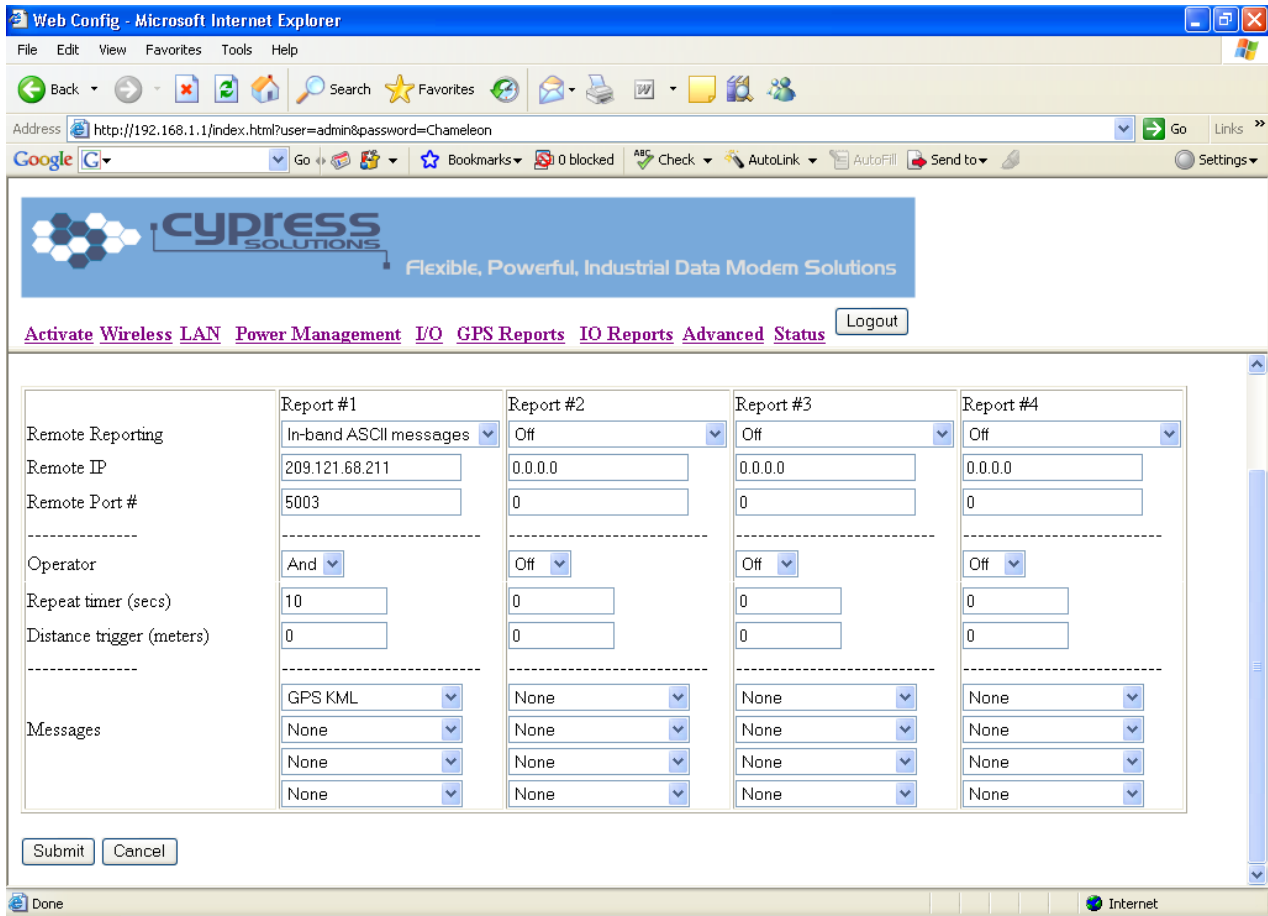 Web Config - Microsoft Internet Explorer
File Edit View Favorites Tools Help
Back Search Favorites
Address http://192.168.1.1/index.html?user=admin&password=Chameleon Go Links »
Google G Go Bookmarks 0 blocked ABC Check AutoLink AutoFill Send to Settings
cypress
SOLUTIONS
Flexible, Powerful, Industrial Data Modem Solutions
Activate Wireless LAN Power Management I/O GPS Reports IO Reports Advanced Status Logout
Report #1 Report #2 Report #3 Report #4
Remote Reporting In-band ASCII messages Off Off Off
Remote IP 209.121.68.211 0.0.0.0 0.0.0.0 0.0.0.0
Remote Port # 5003 0 0 0
--------------- --------------------------- --------------------------- --------------------------- ---------------------------
Operator And Off Off Off
Repeat timer (secs) 10 0 0 0
Distance trigger (meters) 0 0 0 0
--------------- --------------------------- --------------------------- --------------------------- ---------------------------
GPS KML None None None
Messages None None None None
None None None None
None None None None
Submit Cancel
Done Internet